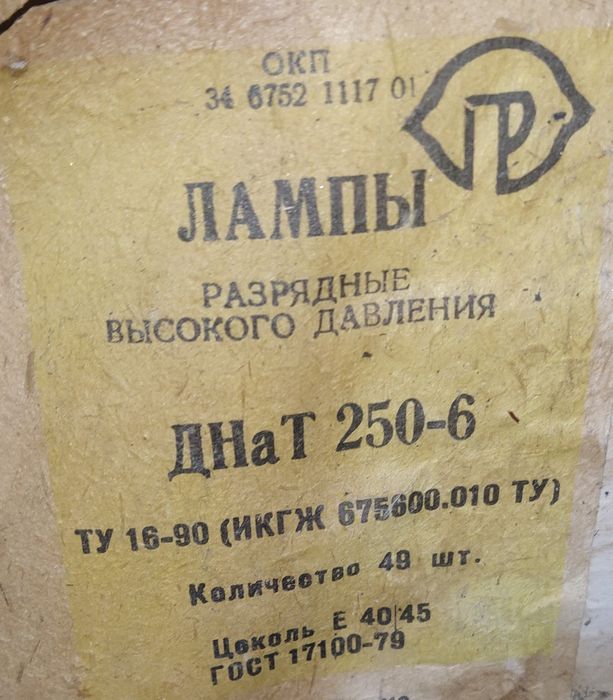 ОКП
34 6752 1117 01
ЛАМПЫ
РАЗРЯДНЫЕ
ВЫСОКОГО ДАВЛЕНИЯ
ДНаТ 250-6
ТУ 16-90 (ИКГЖ 675600.010 ТУ)
Количество 49 шт.
Цоколь Е 40/45
ГОСТ 17100-79